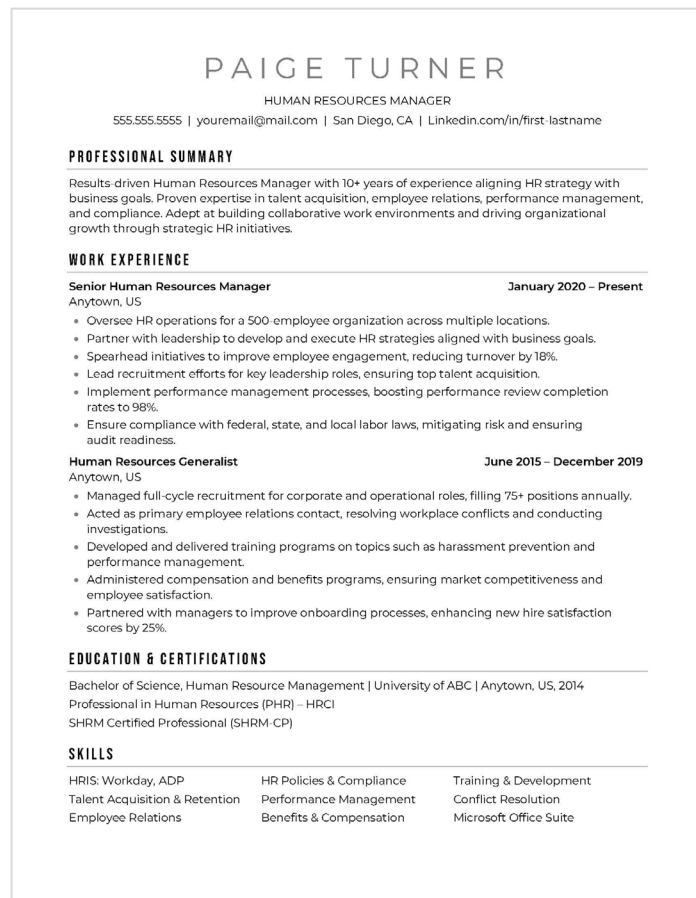 PAIGE TURNER
HUMAN RESOURCES MANAGER
555.555.5555 | youremail@mail.com | San Diego, CA | Linkedin.com/in/first-lastname
PROFESSIONAL SUMMARY
Results-driven Human Resources Manager with 10+ years of experience aligning HR strategy with
business goals. Proven expertise in talent acquisition, employee relations, performance management,
and compliance. Adept at building collaborative work environments and driving organizational
growth through strategic HR initiatives.
WORK EXPERIENCE
Senior Human Resources Manager January 2020 – Present
Anytown, US
• Oversee HR operations for a 500-employee organization across multiple locations.
• Partner with leadership to develop and execute HR strategies aligned with business goals.
• Spearhead initiatives to improve employee engagement, reducing turnover by 18%.
• Lead recruitment efforts for key leadership roles, ensuring top talent acquisition.
• Implement performance management processes, boosting performance review completion
rates to 98%.
• Ensure compliance with federal, state, and local labor laws, mitigating risk and ensuring
audit readiness.
Human Resources Generalist June 2015 – December 2019
Anytown, US
• Managed full-cycle recruitment for corporate and operational roles, filling 75+ positions annually.
• Acted as primary employee relations contact, resolving workplace conflicts and conducting
investigations.
• Developed and delivered training programs on topics such as harassment prevention and
performance management.
• Administered compensation and benefits programs, ensuring market competitiveness and
employee satisfaction.
• Partnered with managers to improve onboarding processes, enhancing new hire satisfaction
scores by 25%.
EDUCATION & CERTIFICATIONS
Bachelor of Science, Human Resource Management | University of ABC | Anytown, US, 2014
Professional in Human Resources (PHR) – HRCI
SHRM Certified Professional (SHRM-CP)
SKILLS
HRIS: Workday, ADP HR Policies & Compliance Training & Development
Talent Acquisition & Retention Performance Management Conflict Resolution
Employee Relations Benefits & Compensation Microsoft Office Suite